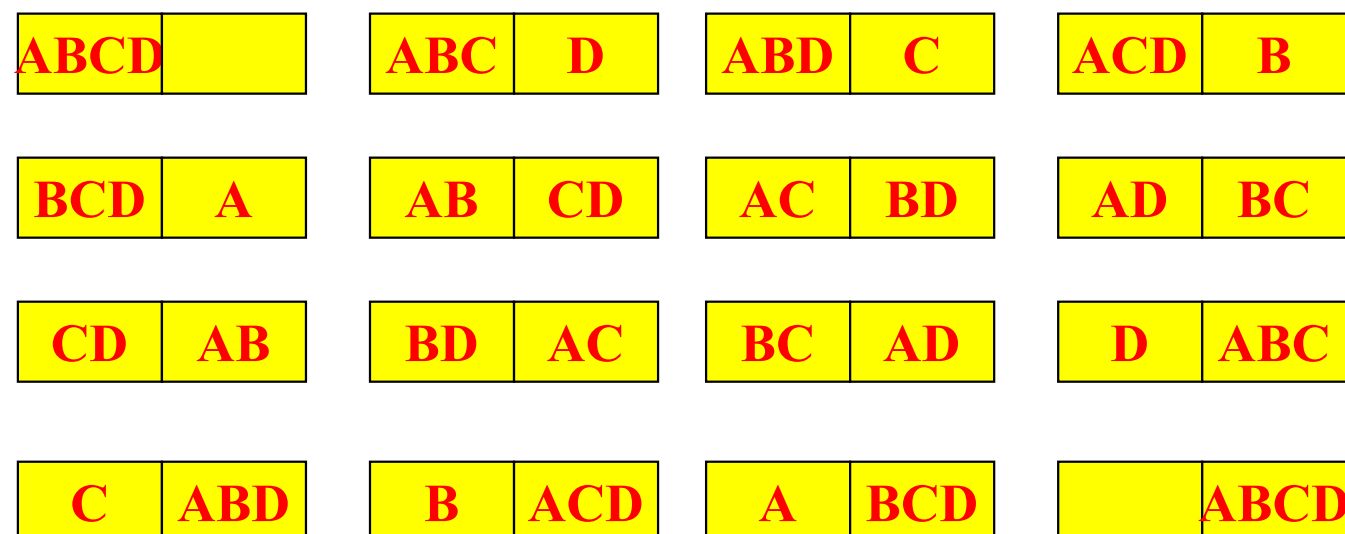 ABCD ABC D ABD C ACD B
BCD A AB CD AC BD AD BC
CD AB BD AC BC AD D ABC
C ABD B ACD A BCD ABCD